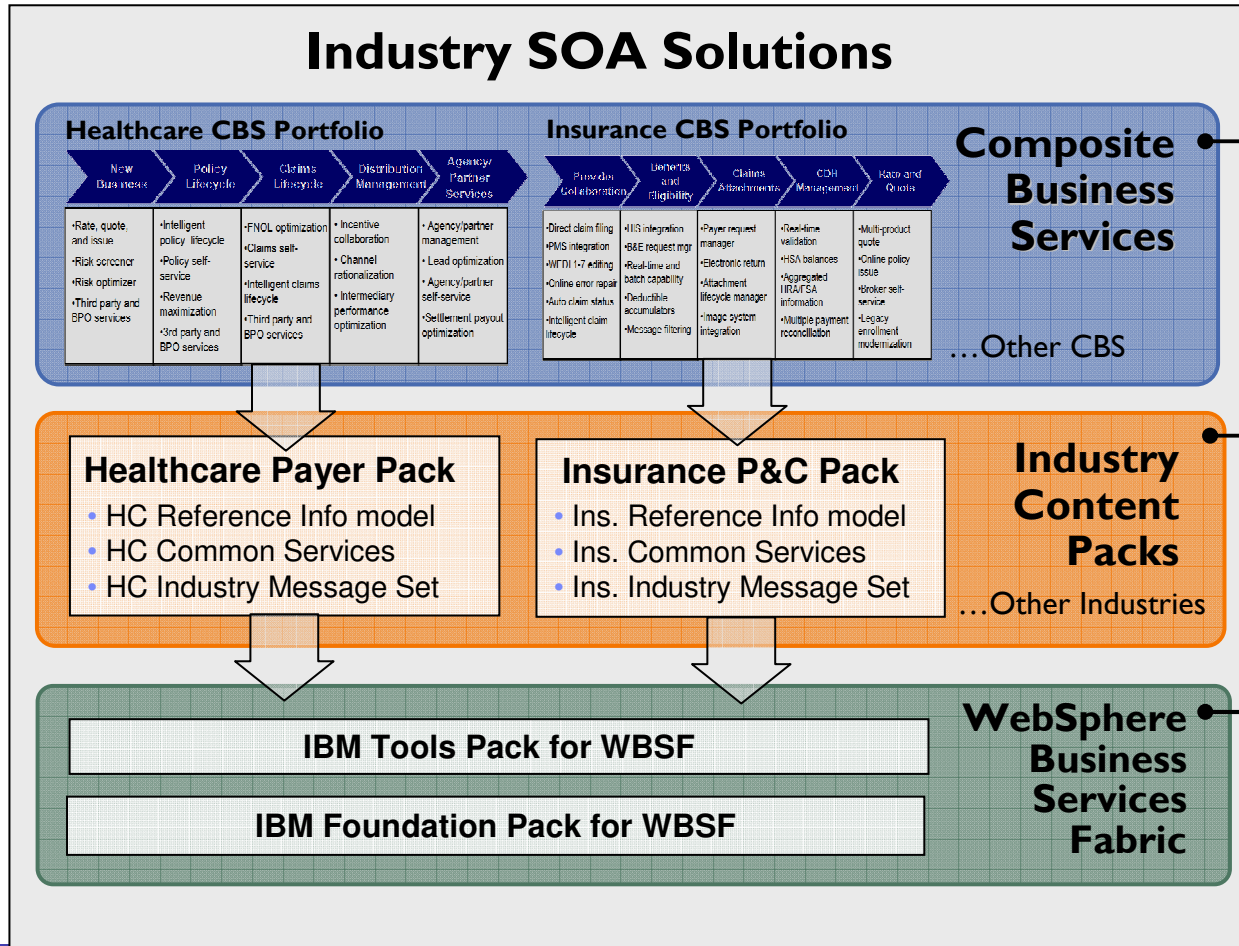 Industry SOA Solutions
Healthcare CBS Portfolio
New
Business
Policy
Lifecycle
Claims
Lifecycle
Distribution
Management
Agency/
Partner
Services
•Rate, quote,
and issue
•Risk screener
•Risk optimizer
•Third party and
BPO services
•Intelligent
policy lifecycle
•Policy self-
service
•Revenue
maximization
•3rd party and
BPO services
•FNOL optimization
•Claims self-
service
•Intelligent claims
lifecycle
•Third party and
BPO services
• Incentive
collaboration
• Channel
rationalization
• Intermediary
performance
optimization
• Agency/partner
management
• Lead optimization
• Agency/partner
self-service
•Settlement payout
optimization
Insurance CBS Portfolio
Provider
Collaboration
Benefits
and
Eligibility
Claims
Attachments
CDH
Management
Rate and
Quote
•Direct claim filing
•PMS integration
•WEDI 1-7 editing
•Online error repair
•Auto claim status
•Intelligent claim
lifecycle
integration
•B&E request mgr
•Real-time and
batch capability
•Deductible
accumulators
•Message filtering
•Payer request
manager
•Electronic return
•Attachment
lifecycle manager
•Image system
integration
•Real-time
validation
•HSA balances
•Aggregated
HRA/FSA
information
•Multiple payment
reconciliation
•Multi-product
quote
•Online policy
issue
•Broker self-
service
•Legacy
enrollment
modernization
Composite
Business
Services
…Other CBS
Healthcare Payer Pack
• HC Reference Info model
• HC Common Services
• HC Industry Message Set
Insurance P&C Pack
• Ins. Reference Info model
• Ins. Common Services
• Ins. Industry Message Set
Industry
Content
Packs
…Other Industries
IBM Tools Pack for WBSF
IBM Foundation Pack for WBSF
WebSphere
Business
Services
Fabric